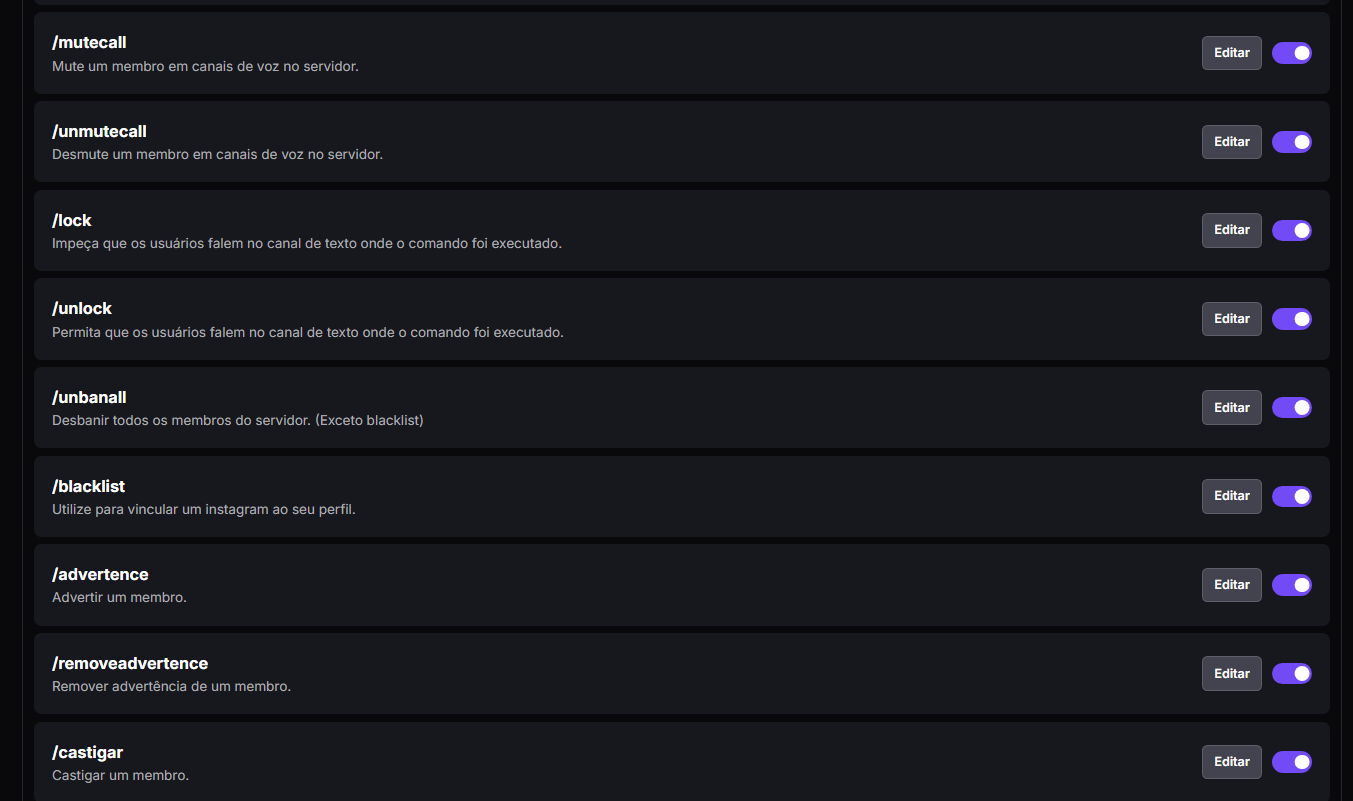 /mutecall
Editar
Mute um membro em canais de voz no servidor.
/unmutecall
Editar
Desmute um membro em canais de voz no servidor.
/lock
Editar
Impeça que os usuários falem no canal de texto onde o comando foi executado.
/unlock
Editar
Permita que os usuários falem no canal de texto onde o comando foi executado.
/unbanall
Editar
Desbanir todos os membros do servidor. (Exceto blacklist)
/blacklist
Editar
Utilize para vincular um instagram ao seu perfil.
/advertence
Editar
Advertir um membro.
/removeadvertence
Editar
Remover advertência de um membro.
/castigar
Editar
Castigar um membro.